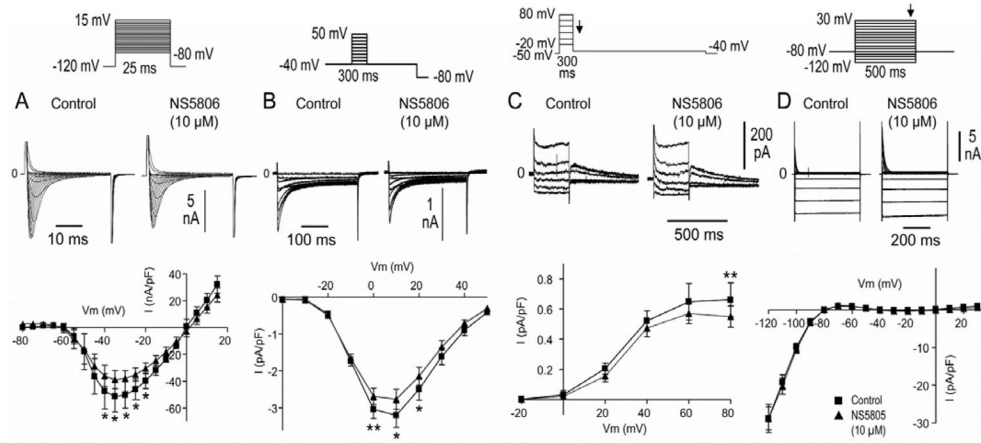 15 mV
-80 mV
-120 mV
25 ms
50 mV
-40 mV
300 ms
-80 mV
80 mV
-20 mV
-50 mV
300
ms
-40 mV
30 mV
-80 mV
-120 mV
500 ms
A
Control
NS5806
(10 µM)
0
5
nA
10 ms
B
Control
NS5806
(10 µM)
1
nA
100 ms
C
Control
NS5806
(10 µM)
200
pA
0
500 ms
D
Control
NS5806
(10 µM)
5
nA
0
200 ms
Vm (mV)
I (nA/pF)
40
20
-80
-60
-40
-20
-20
-40
-60
0
* * * * *
Vm (mV)
-20
0
20
40
0
-1
-2
-3
I (pA/pF)
** * *
I (pA/pF)
0.8
0.6
0.4
0.2
-20
0
20
40
60
80
Vm (mV)
**
Vm (mV)
-120
-100
-80
-60
-40
-20
0
20
-10
-20
-30
I (pA/pF)
Control
NS5805
(10 µM)